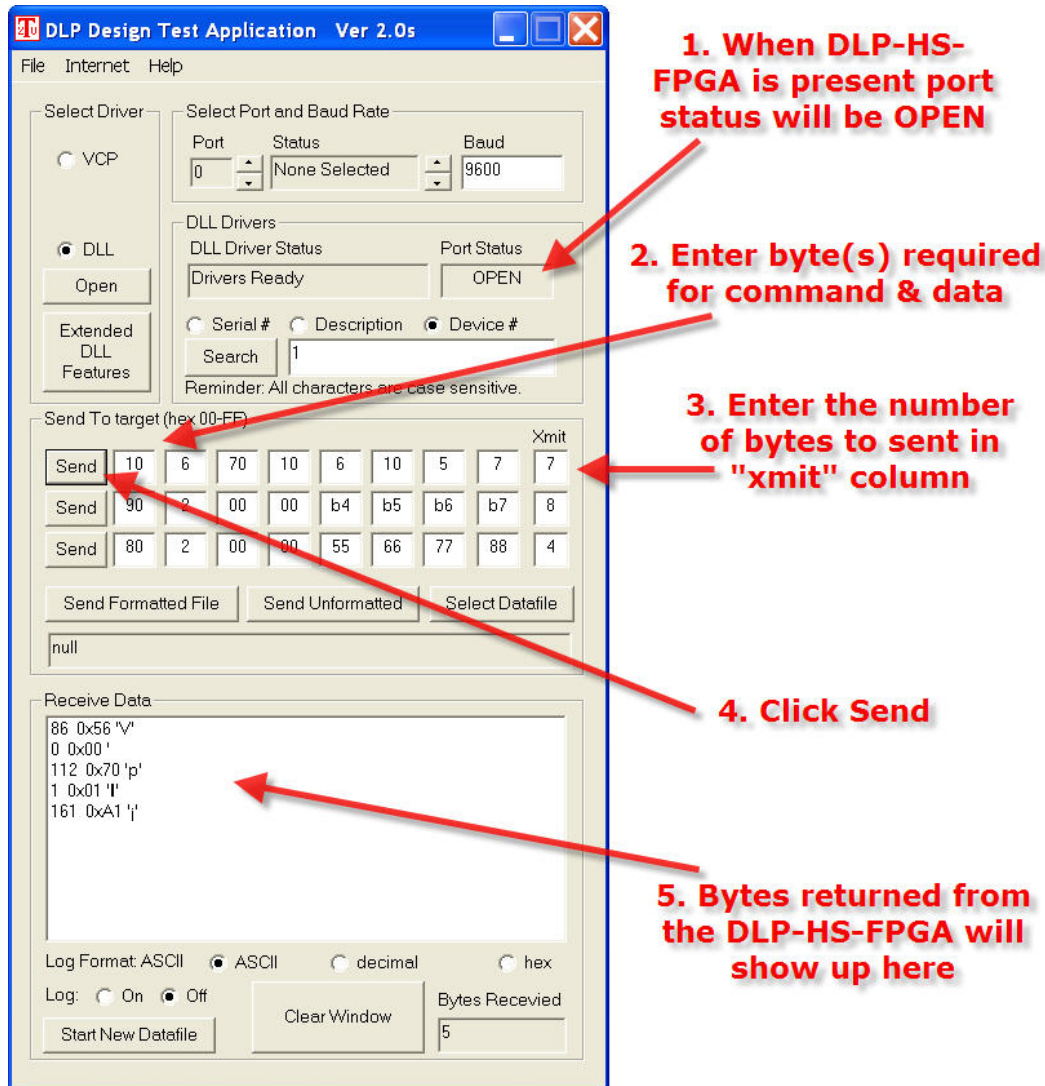 DLP Design Test Application Ver 2.0s
File Internet Help
Select Driver
VCP
DLL
Open
Extended
DLL
Features
Select Port and Baud Rate
Port Status Baud
0 None Selected 9600
DLL Drivers
DLL Driver Status Port Status
Drivers Ready OPEN
Serial # Description Device #
Search 1
Reminder: All characters are case sensitive.
Send To target (hex 00-FF)
Xmit
Send 10 6 70 10 6 10 5 7 7
Send 90 2 00 00 b4 b5 b6 b7 8
Send 80 2 00 00 55 66 77 88 4
Send Formatted File Send Unformatted Select Datafile
null
Receive Data
86 0x56 'V'
0 0x00 '
112 0x70 'p'
1 0x01 'l'
161 0xA1 '¡'
Log Format: ASCII ASCII decimal hex
Log: On Off
Start New Datafile
Clear Window
Bytes Recevied
5
1. When DLP-HS-
FPGA is present port
status will be OPEN
2. Enter byte(s) required
for command & data
3. Enter the number
of bytes to sent in
"xmit" column
4. Click Send
5. Bytes returned from
the DLP-HS-FPGA will
show up here